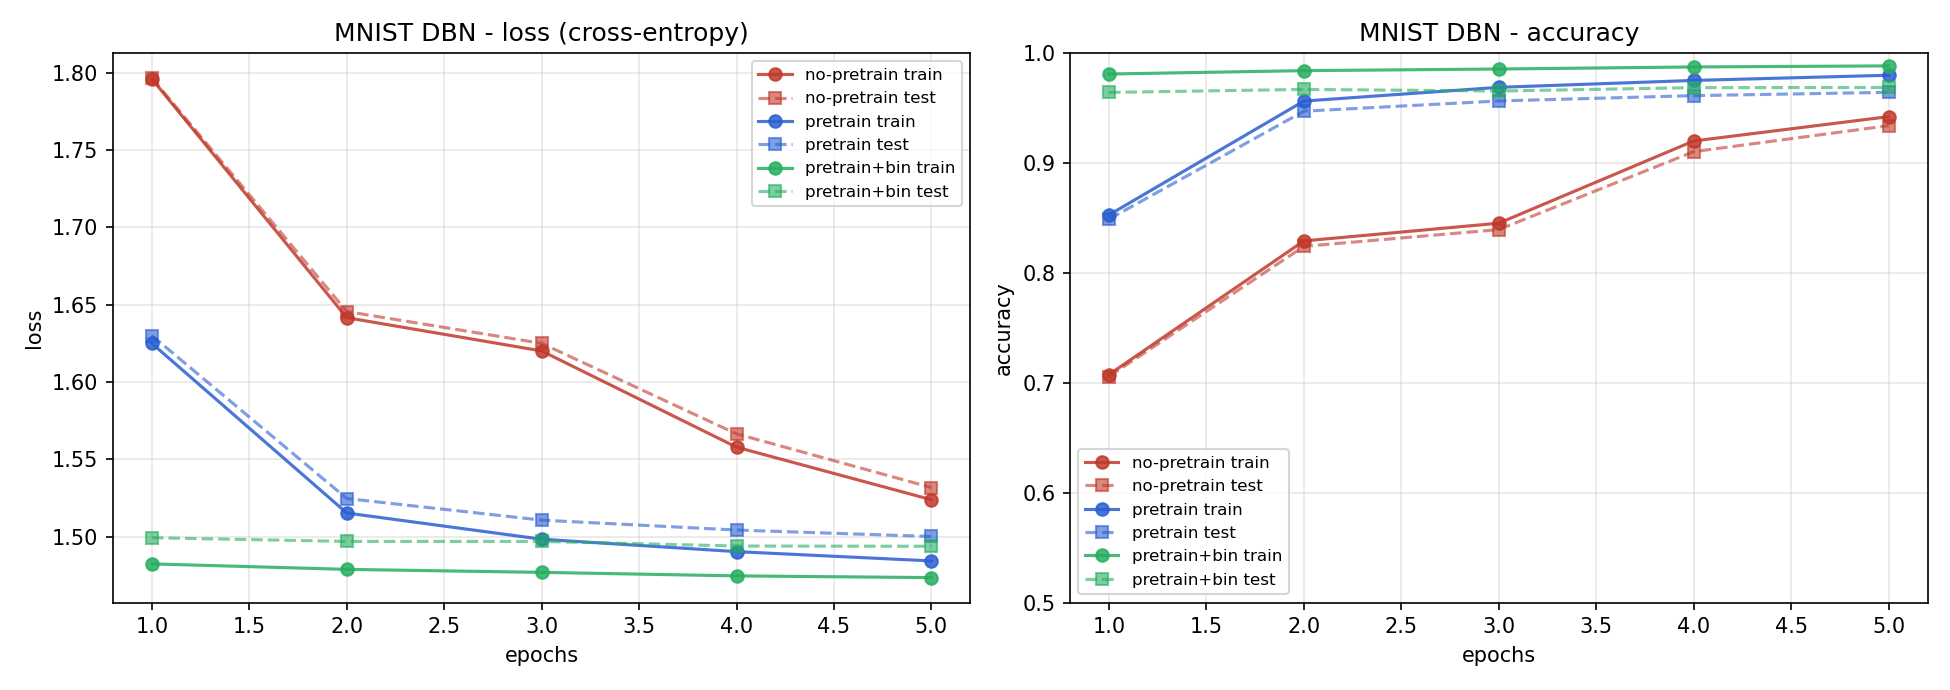 MNIST DBN - loss (cross-entropy)
1.80
1.75
1.70
1.65
1.60
1.55
1.50
loss
no-pretrain train
no-pretrain test
pretrain train
pretrain test
pretrain+bin train
pretrain+bin test
1.0 1.5 2.0 2.5 3.0 3.5 4.0 4.5 5.0
epochs
MNIST DBN - accuracy
1.0
0.9
0.8
0.7
0.6
0.5
accuracy
no-pretrain train
no-pretrain test
pretrain train
pretrain test
pretrain+bin train
pretrain+bin test
1.0 1.5 2.0 2.5 3.0 3.5 4.0 4.5 5.0
epochs